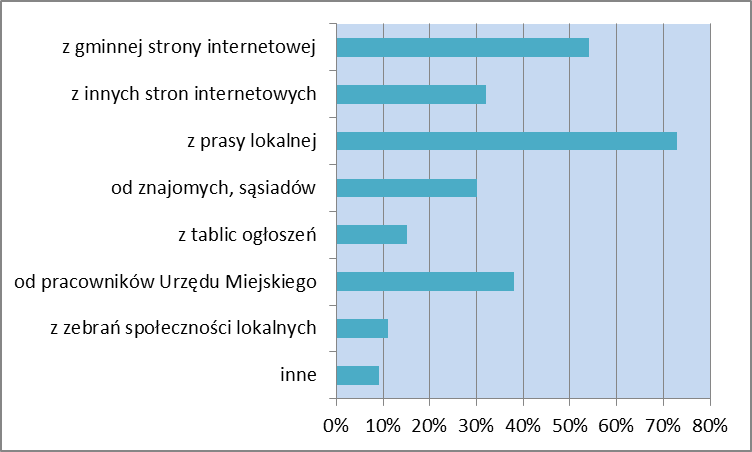 z gminnej strony internetowej
z innych stron internetowych
z prasy lokalnej
od znajomych, sąsiadów
z tablic ogłoszeń
od pracowników Urzędu Miejskiego
z zebrań społeczności lokalnych
inne
0% 10% 20% 30% 40% 50% 60% 70% 80%